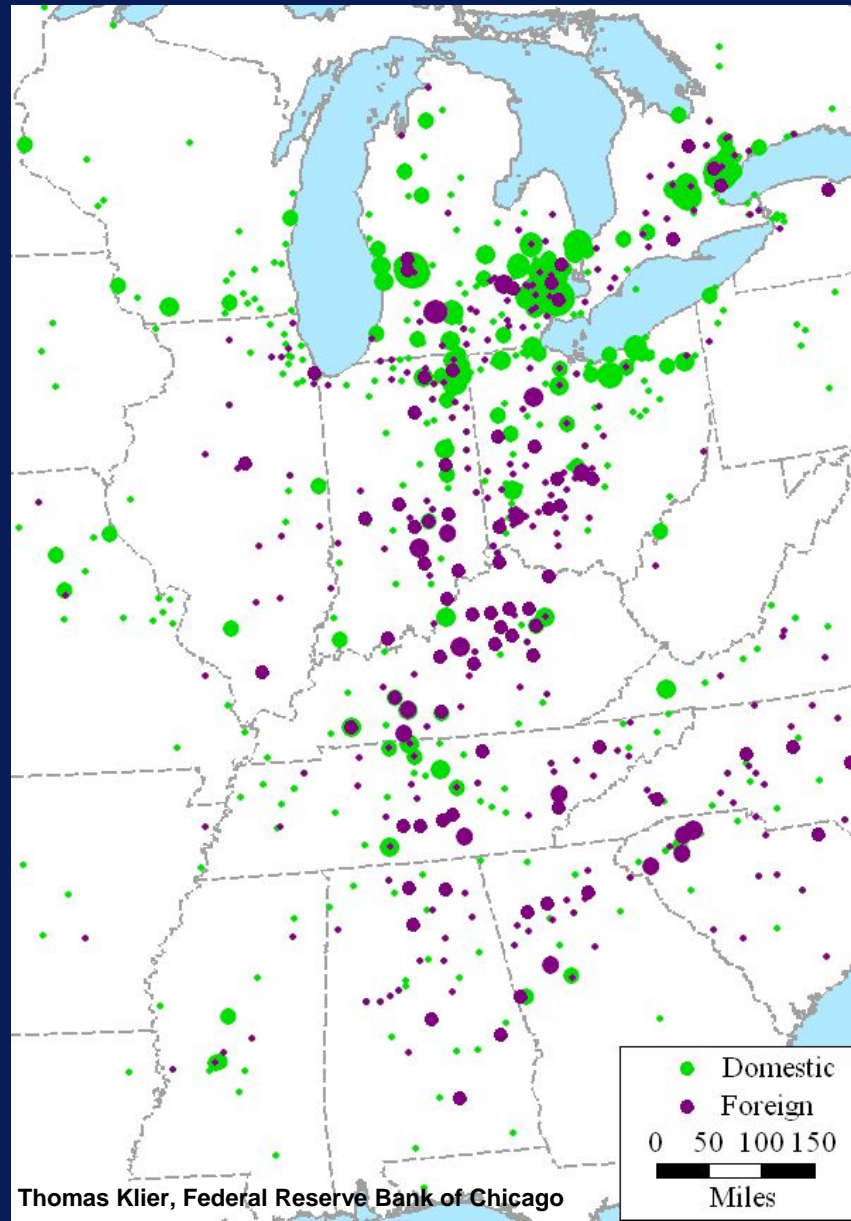 Domestic
Foreign
0 50 100 150
Miles
Thomas Klier, Federal Reserve Bank of Chicago